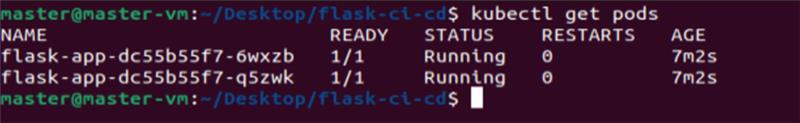 master@master-vm:~/Desktop/flask-ci-cd$ kubectl get pods
NAME                        READY   STATUS    RESTARTS   AGE
flask-app-dc55b55f7-6wxzb   1/1     Running   0          7m2s
flask-app-dc55b55f7-q5zwk   1/1     Running   0          7m2s
master@master-vm:~/Desktop/flask-ci-cd$